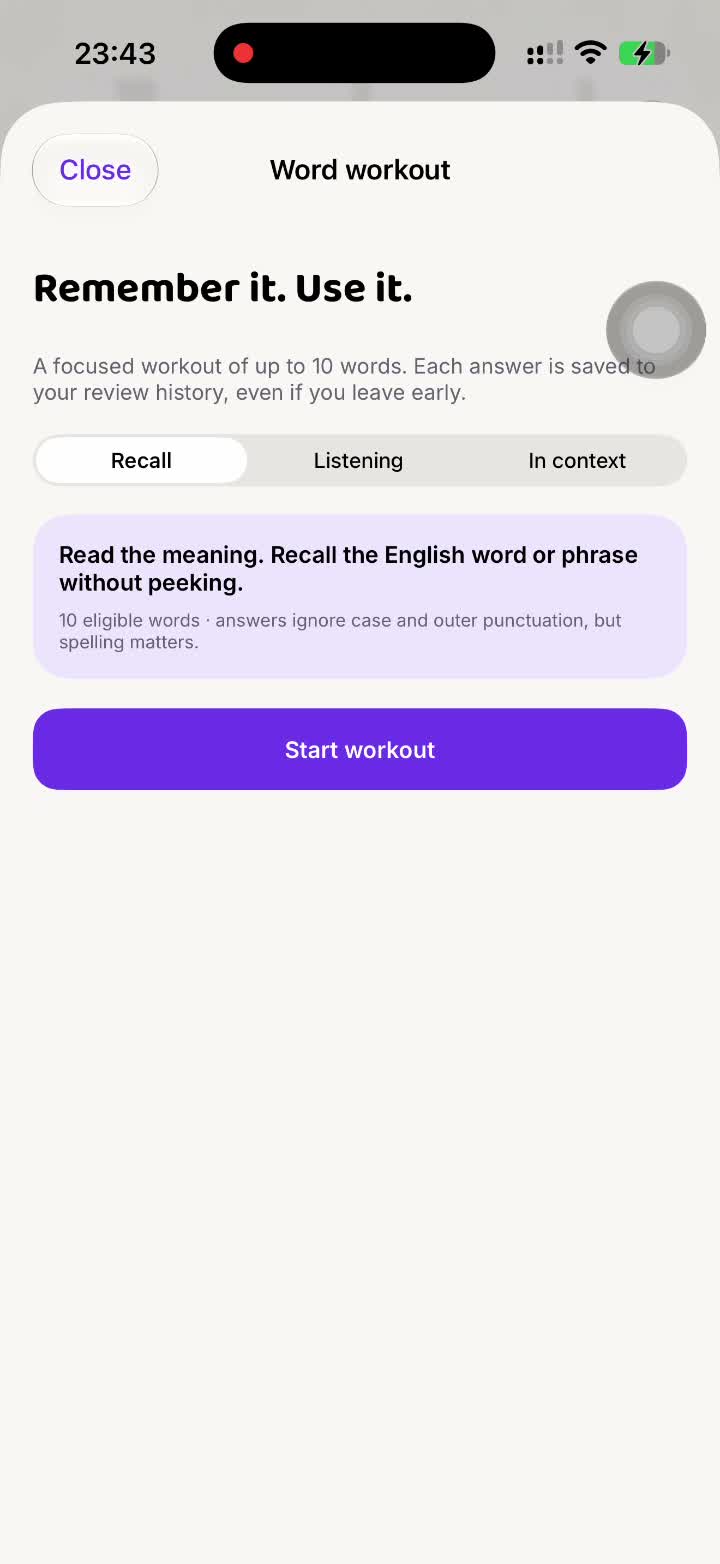 23:43
Close
Word workout
Remember it. Use it.
A focused workout of up to 10 words. Each answer is saved to
your review history, even if you leave early.
Recall
Listening
In context
Read the meaning. Recall the English word or phrase
without peeking.
10 eligible words · answers ignore case and outer punctuation, but
spelling matters.
Start workout